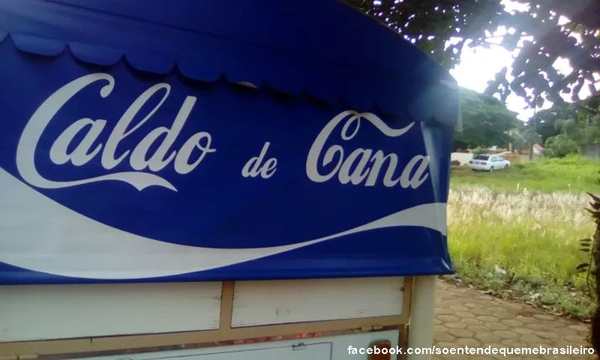 Caldo de Cana
facebook.com/soentendequemebrasileiro